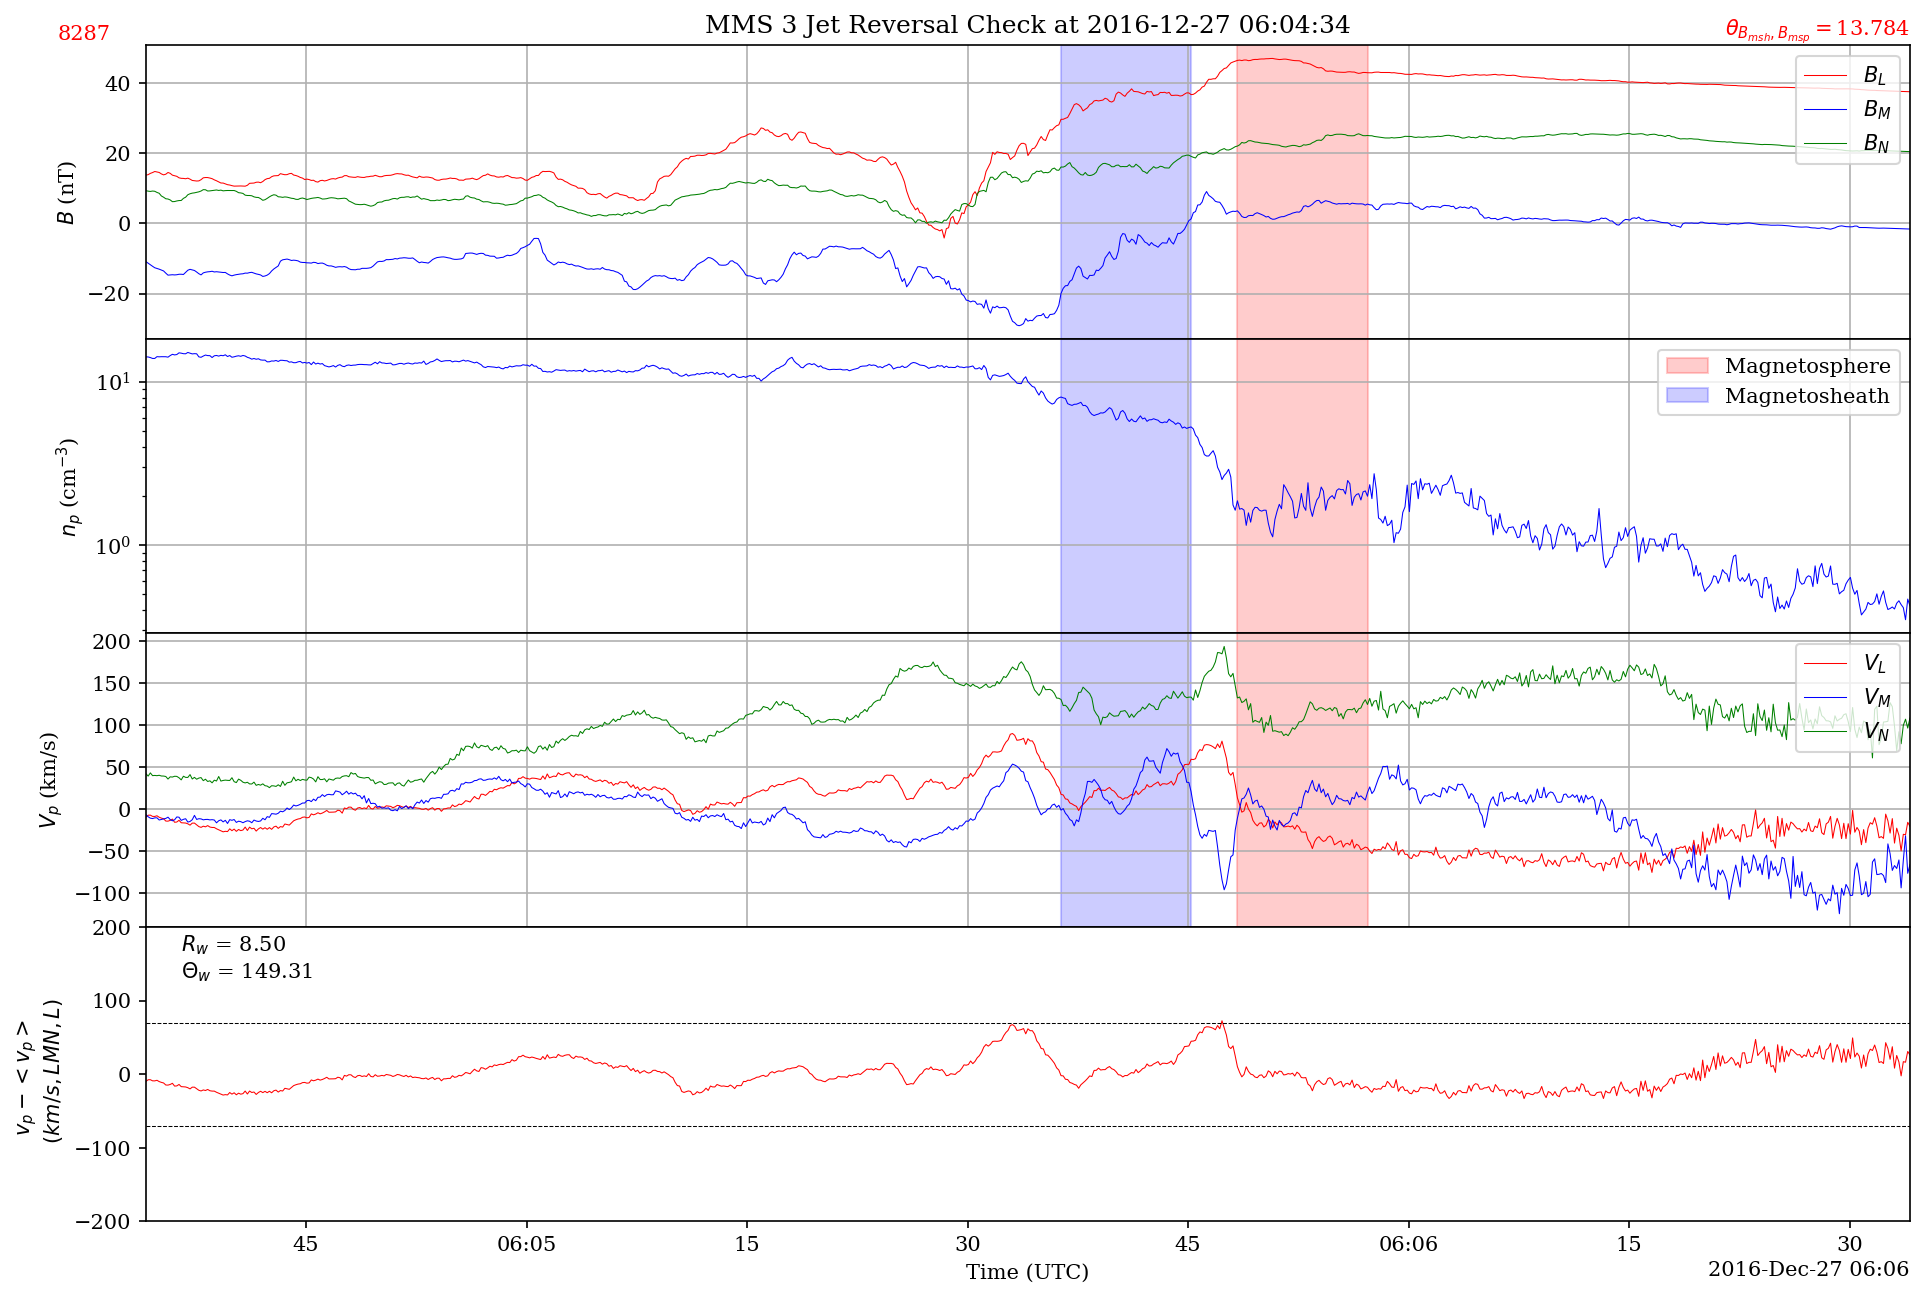 8287
MMS 3 Jet Reversal Check at 2016-12-27 06:04:34
θ_{B_{msh}, B_{msp}} = 13.784
40
20
0
−20
B (nT)
B_L
B_M
B_N
10^1
10^0
n_p (cm^{−3})
Magnetosphere
Magnetosheath
200
150
100
50
0
−50
−100
V_p (km/s)
V_L
V_M
V_N
200
100
0
−100
−200
v_p − < v_p >
(km/s, LMN, L)
R_w = 8.50
Θ_w = 149.31
45
06:05
15
30
45
06:06
15
30
Time (UTC)
2016-Dec-27 06:06